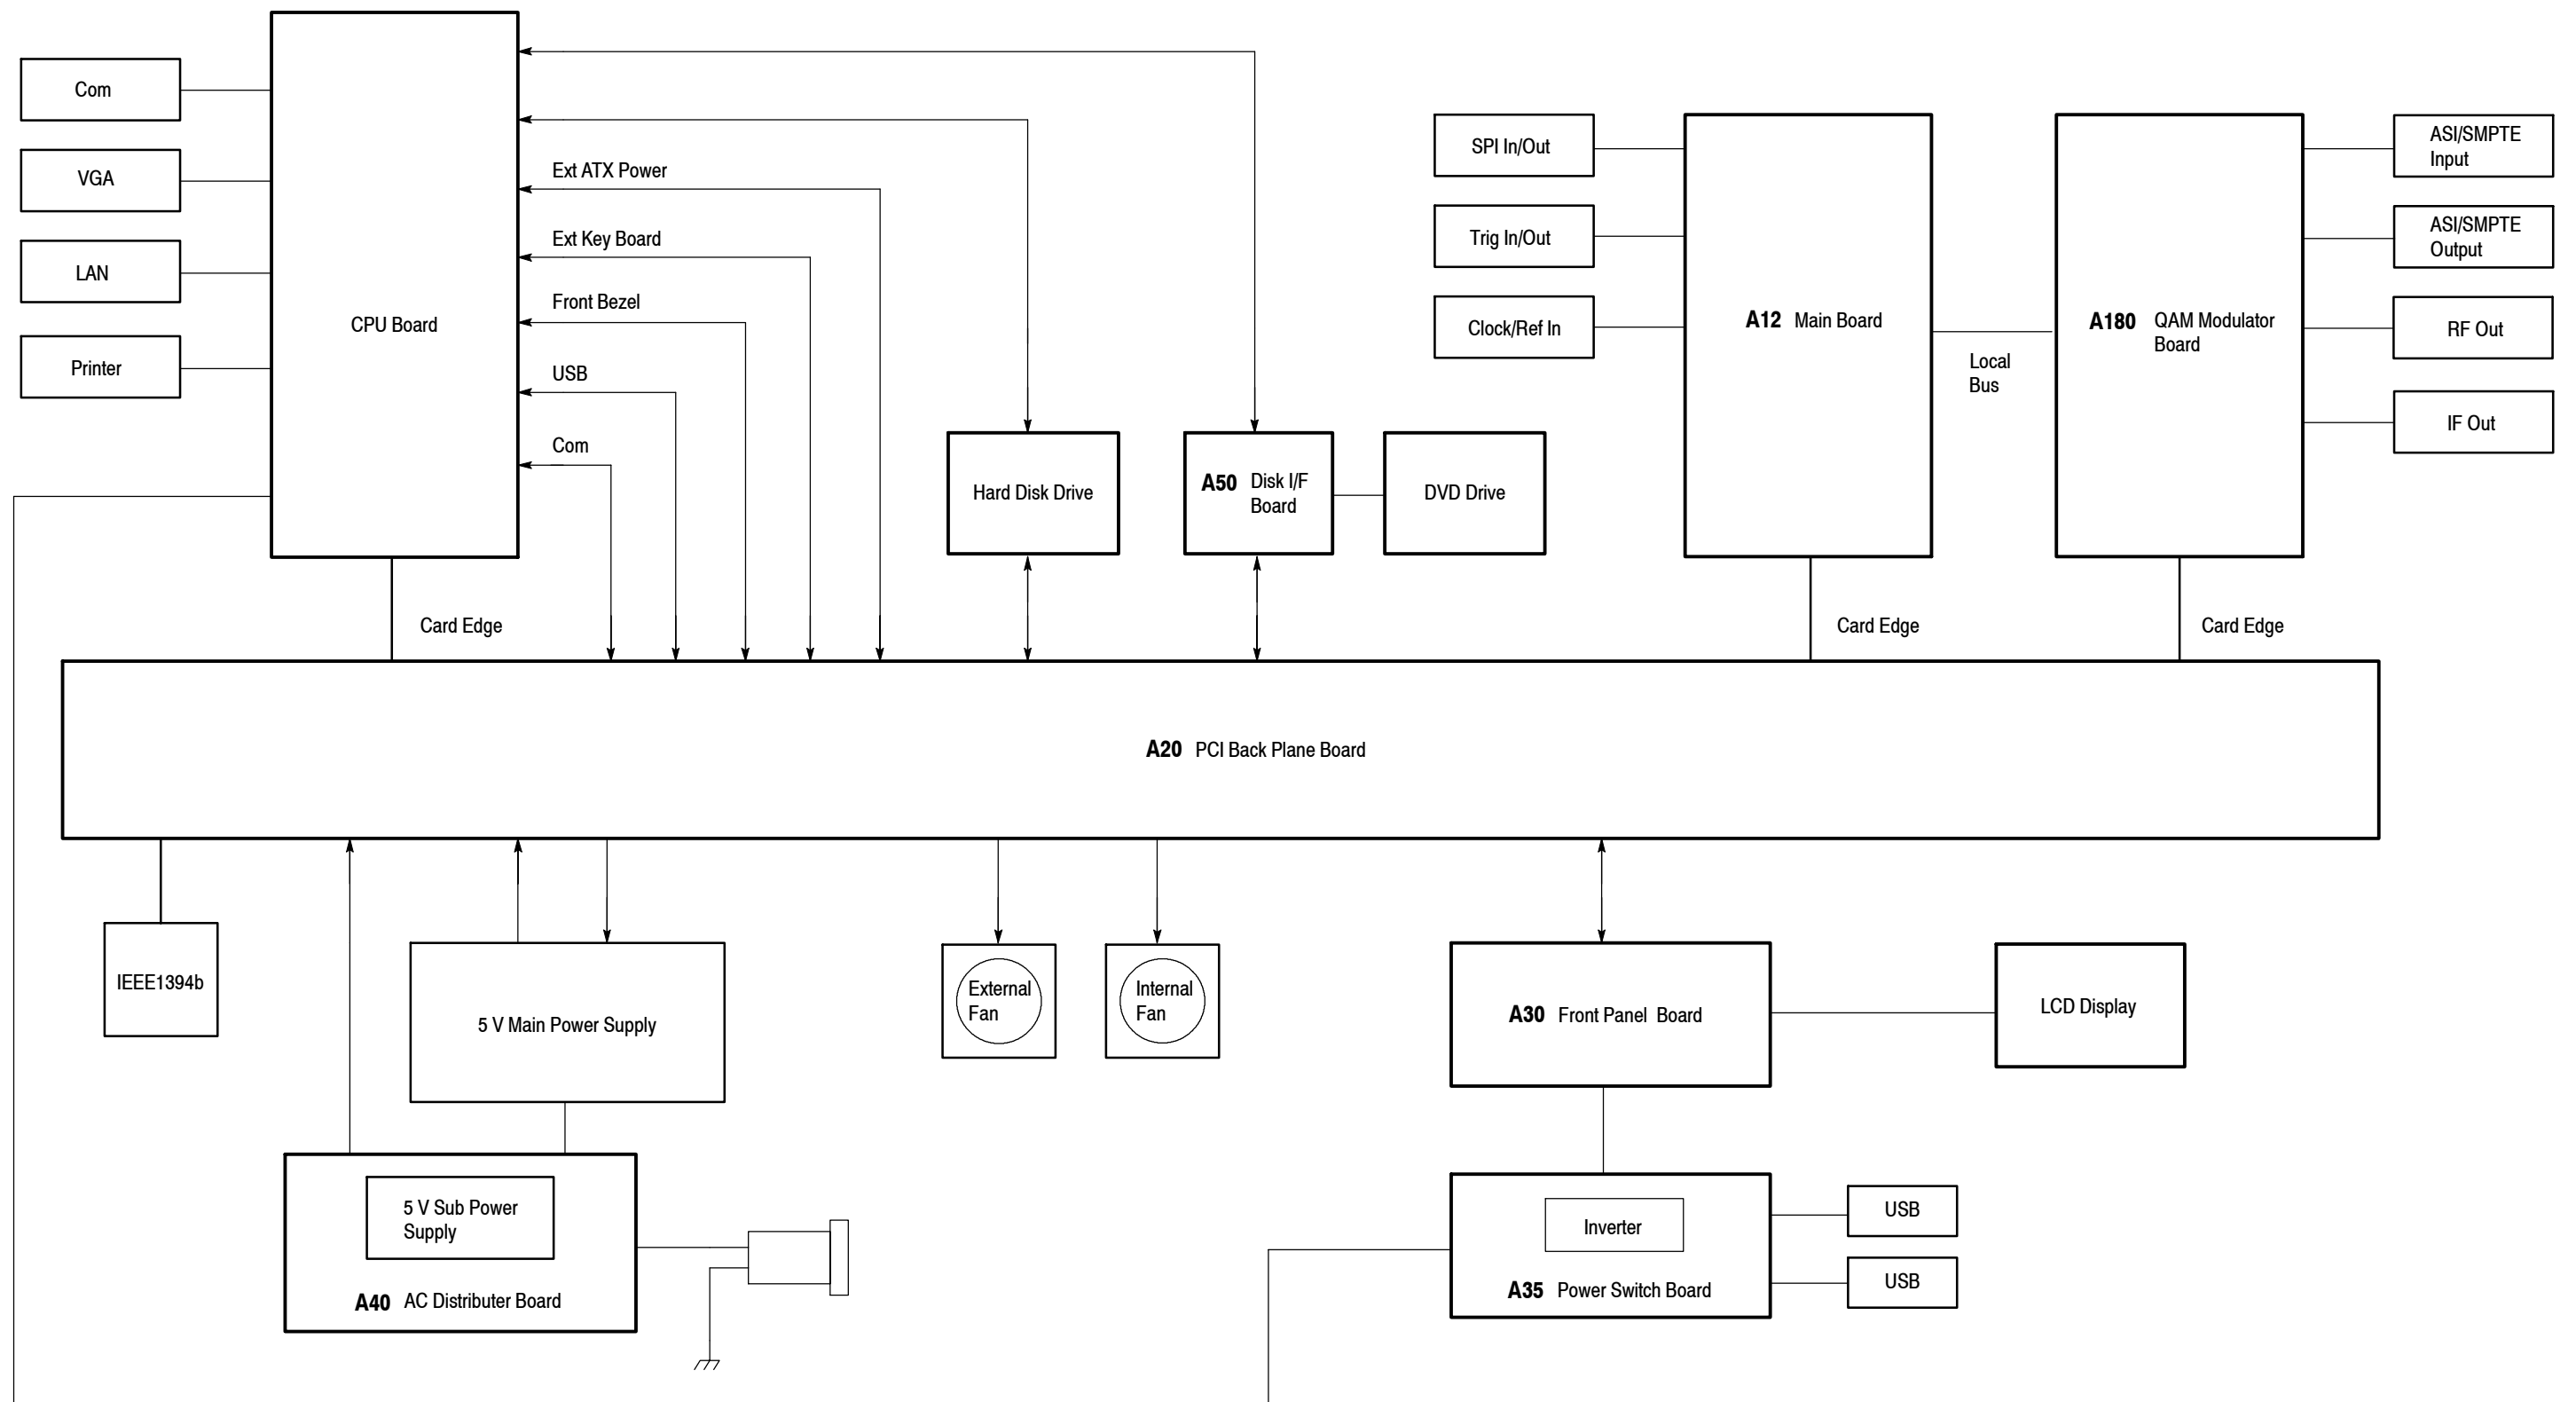 Com
VGA
LAN
Printer
CPU Board
Ext ATX Power
Ext Key Board
Front Bezel
USB
Com
Card Edge
Hard Disk Drive
A50 Disk I/F
Board
DVD Drive
SPI In/Out
Trig In/Out
Clock/Ref In
A12 Main Board
Local
Bus
A180 QAM Modulator
Board
ASI/SMPTE
Input
ASI/SMPTE
Output
RF Out
IF Out
Card Edge
Card Edge
A20 PCI Back Plane Board
IEEE1394b
5 V Main Power Supply
External
Fan
Internal
Fan
A30 Front Panel Board
LCD Display
5 V Sub Power
Supply
A40 AC Distributer Board
Inverter
A35 Power Switch Board
USB
USB